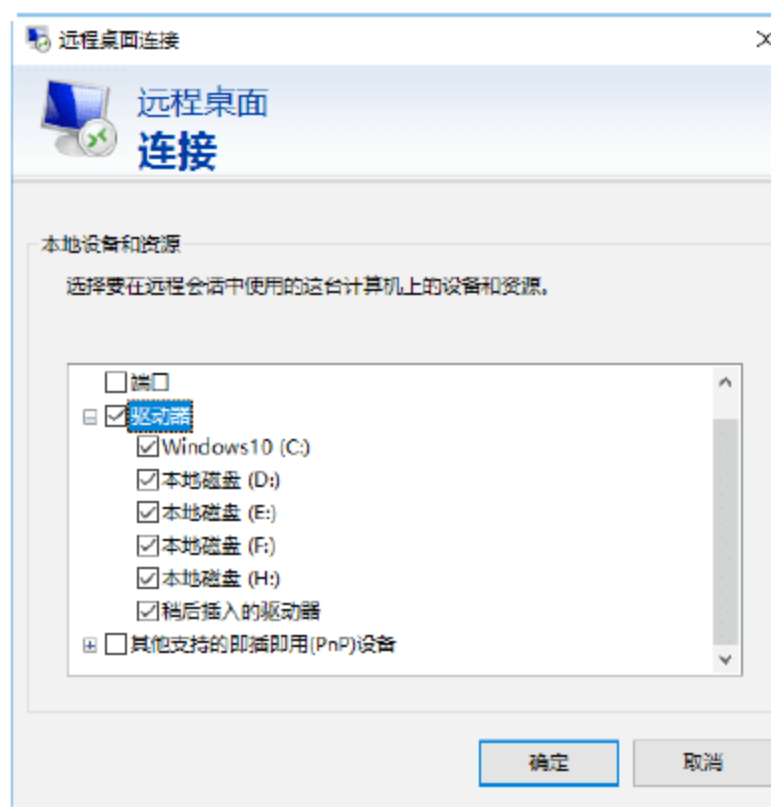 远程桌面连接
远程桌面
连接
本地设备和资源
选择要在远程会话中使用的这台计算机上的设备和资源。
端口
驱动器
Windows10 (C:)
本地磁盘 (D:)
本地磁盘 (E:)
本地磁盘 (F:)
本地磁盘 (H:)
稍后插入的驱动器
其他支持的即插即用(PnP)设备
确定
取消